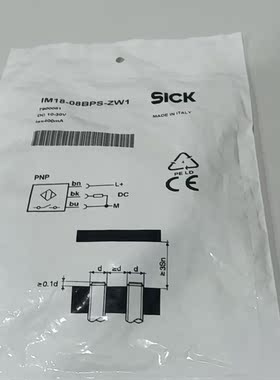 IM18-08BPS-ZW1
DC 10-30V
SICK
MADE IN ITALY
PE LD
CE
PNP
bn
L+
bk
DC
bu
M
≥3Sn
d
≥d
d
≥0.1d